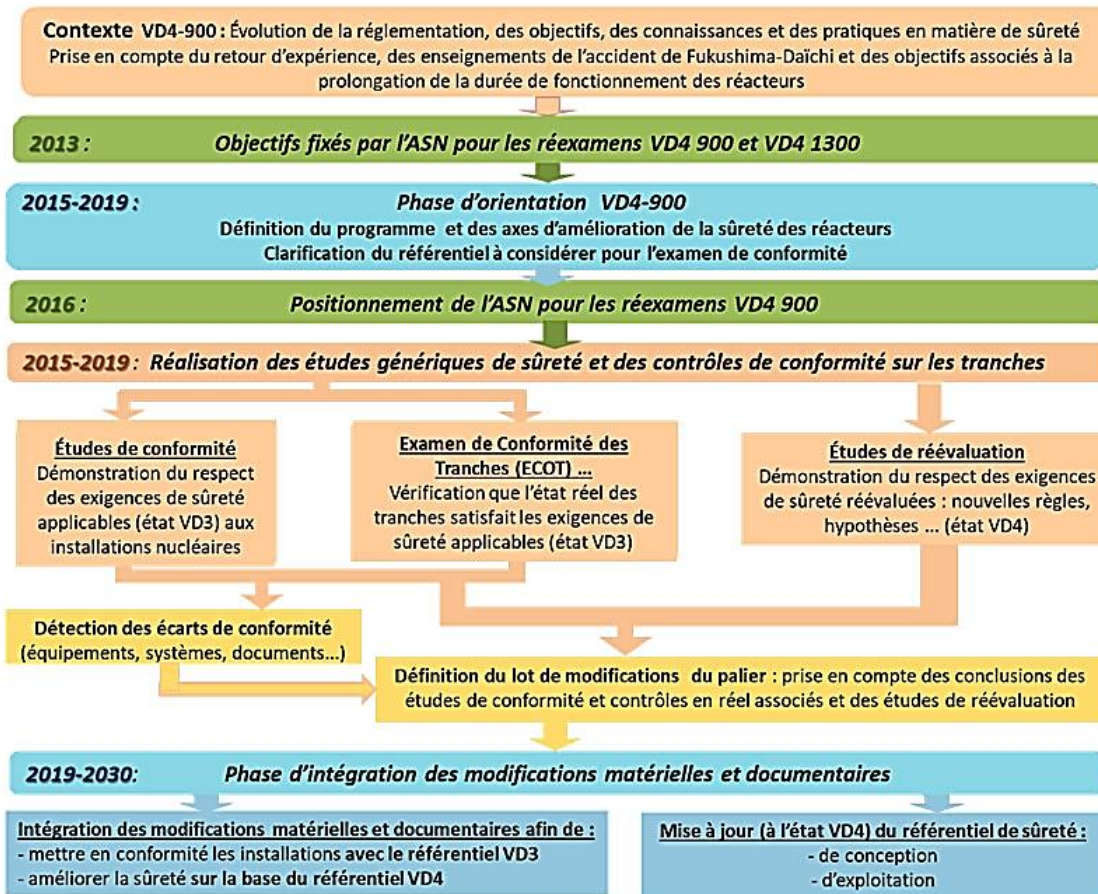 Contexte VD4-900 : Évolution de la réglementation, des objectifs, des connaissances et des pratiques en matière de sûreté
Prise en compte du retour d'expérience, des enseignements de l'accident de Fukushima-Daïchi et des objectifs associés à la
prolongation de la durée de fonctionnement des réacteurs
2013 : Objectifs fixés par l'ASN pour les réexamens VD4 900 et VD4 1300
2015-2019 : Phase d'orientation VD4-900
Définition du programme et des axes d'amélioration de la sûreté des réacteurs
Clarification du référentiel à considérer pour l'examen de conformité
2016 : Positionnement de l'ASN pour les réexamens VD4 900
2015-2019 : Réalisation des études génériques de sûreté et des contrôles de conformité sur les tranches
Études de conformité
Démonstration du respect
des exigences de sûreté
applicables (état VD3) aux
installations nucléaires
Examen de Conformité des
Tranches (ECOT) ...
Vérification que l'état réel des
tranches satisfait les exigences de
sûreté applicables (état VD3)
Études de réévaluation
Démonstration du respect des exigences
de sûreté réévaluées : nouvelles règles,
hypothèses ... (état VD4)
Détection des écarts de conformité
(équipements, systèmes, documents...)
Définition du lot de modifications du palier : prise en compte des conclusions des
études de conformité et contrôles en réel associés et des études de réévaluation
2019-2030: Phase d'intégration des modifications matérielles et documentaires
Intégration des modifications matérielles et documentaires afin de :
- mettre en conformité les installations avec le référentiel VD3
- améliorer la sûreté sur la base du référentiel VD4
Mise à jour (à l'état VD4) du référentiel de sûreté :
- de conception
- d'exploitation